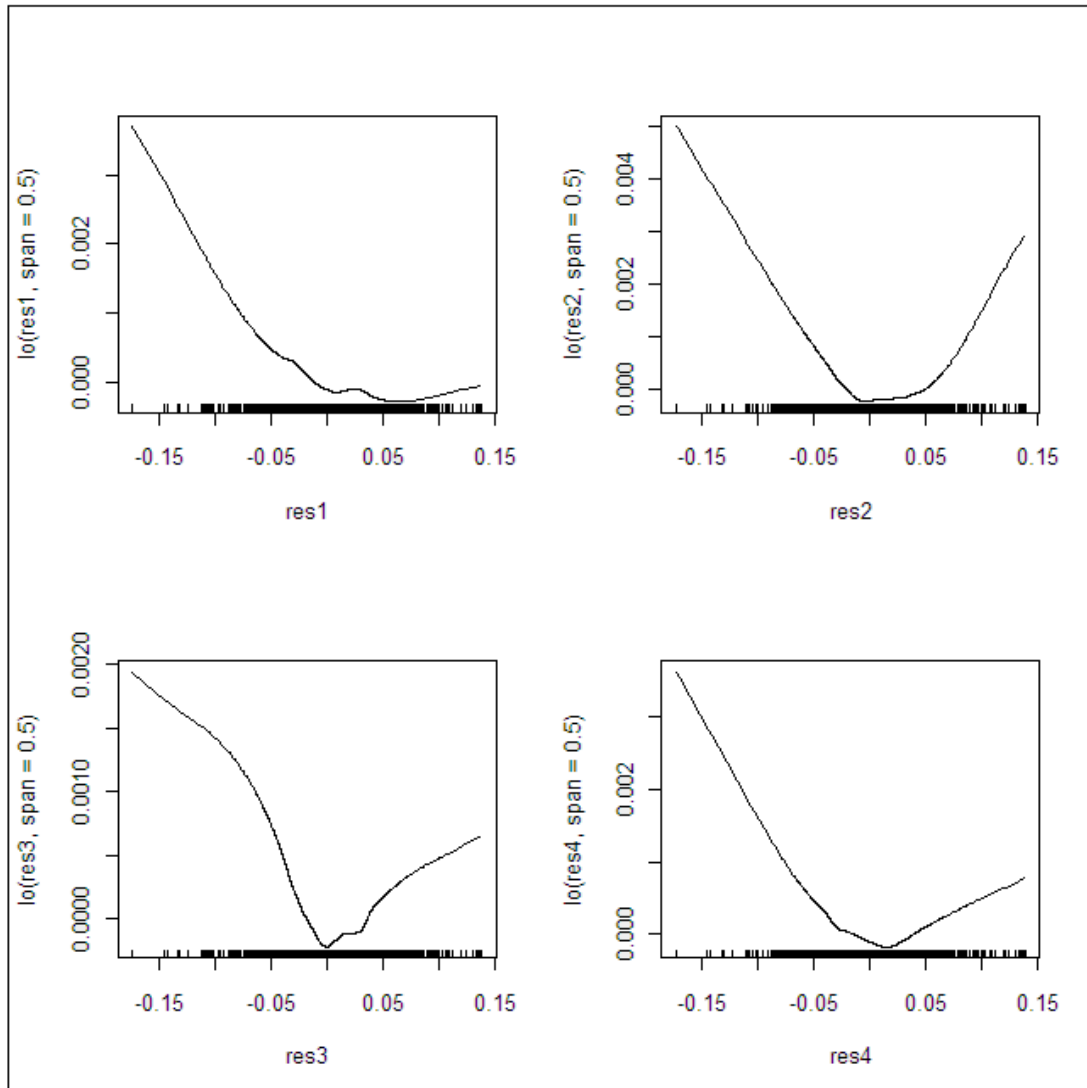 lo(res1, span = 0.5)
0.002
0.000
-0.15 -0.05 0.05 0.15
res1
lo(res2, span = 0.5)
0.004
0.002
0.000
-0.15 -0.05 0.05 0.15
res2
lo(res3, span = 0.5)
0.0020
0.0010
0.0000
-0.15 -0.05 0.05 0.15
res3
lo(res4, span = 0.5)
0.002
0.000
-0.15 -0.05 0.05 0.15
res4